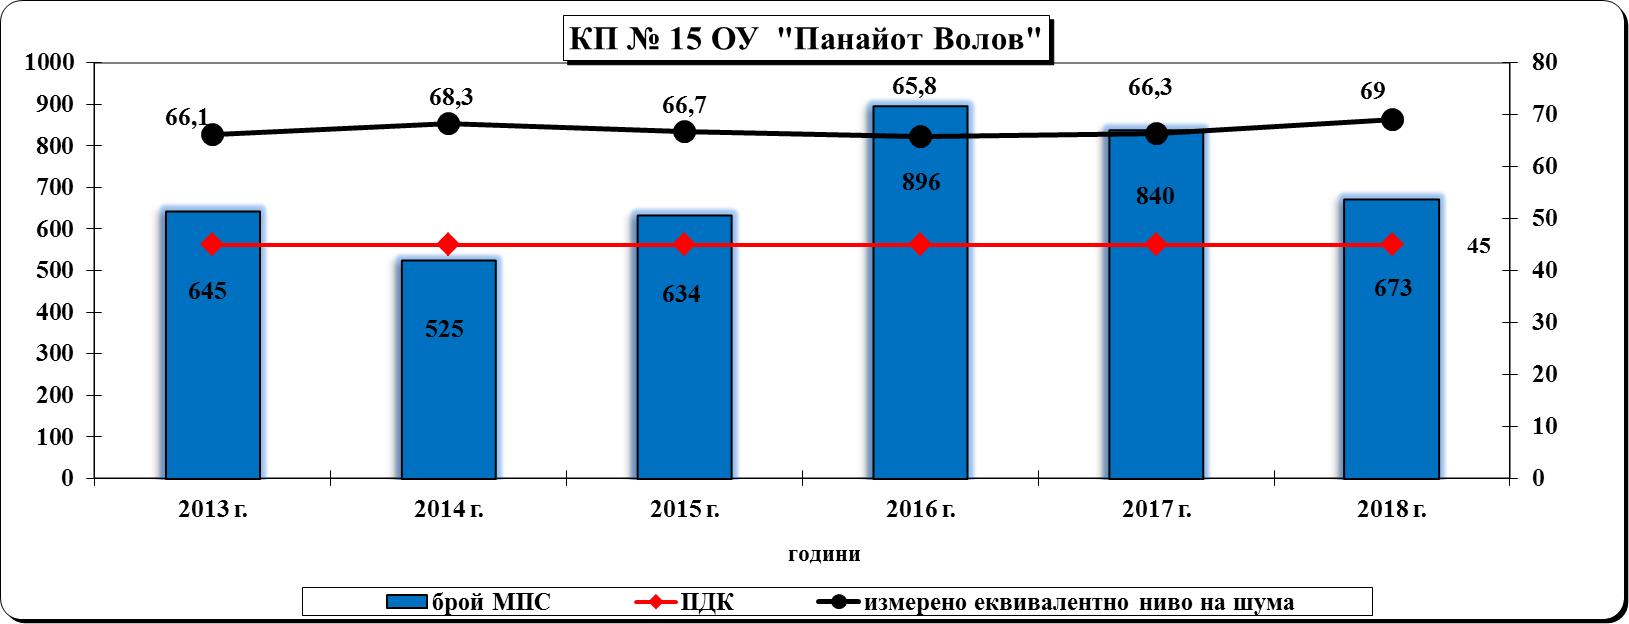 КП № 15 ОУ "Панайот Волов"
1000 80
900 70
800 60
700 50
600 40
500 30
400 20
300 10
200 0
100
0
66,1 68,3 66,7 65,8 66,3 69
645 525 634 896 840 673
45
2013 г. 2014 г. 2015 г. 2016 г. 2017 г. 2018 г.
години
брой МПС ПДК измерено еквивалентно ниво на шума